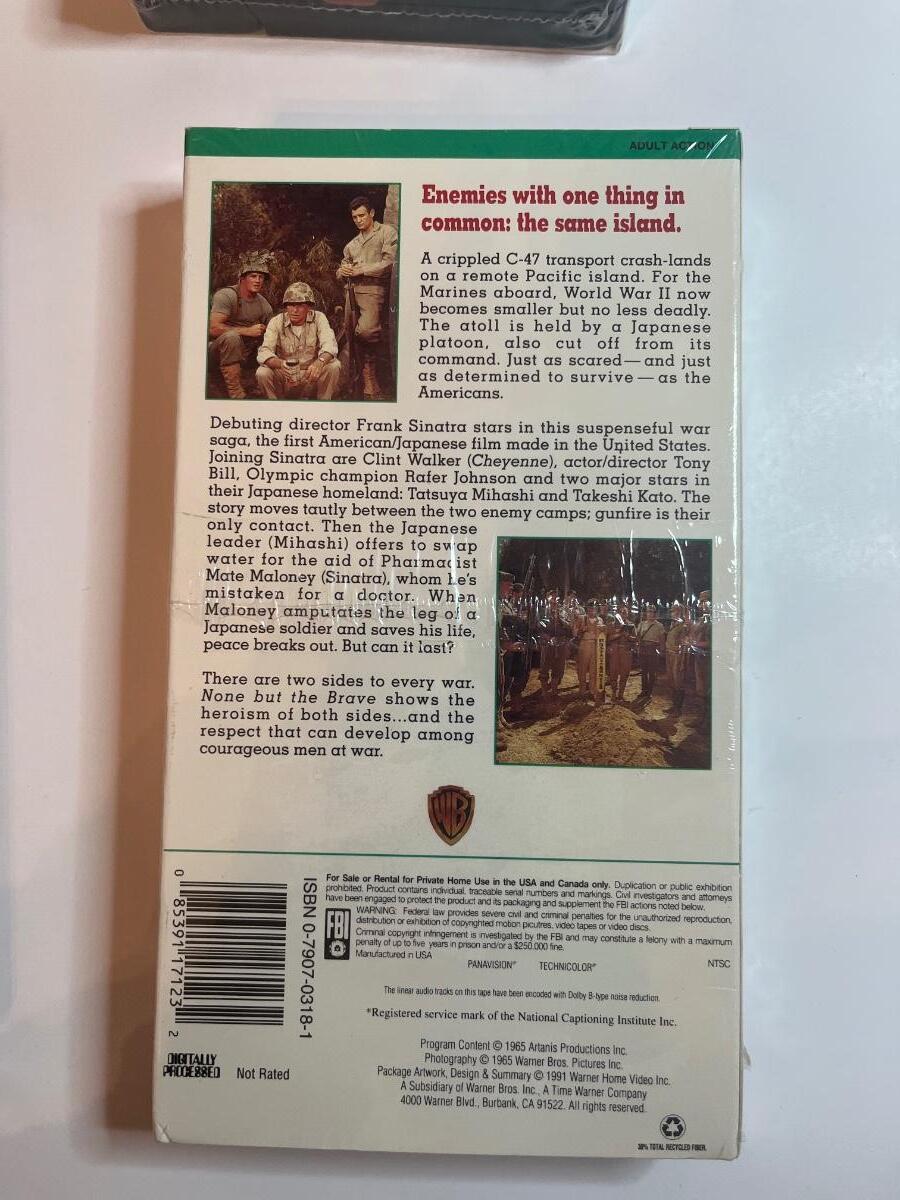 ADULT ACTION
Enemies with one thing in
common: the same island.
A crippled C-47 transport crash-lands
on a remote Pacific island. For the
Marines aboard, World War II now
becomes smaller but no less deadly.
The atoll is held by a Japanese
platoon, also cut off from its
command. Just as scared — and just
as determined to survive — as the
Americans.
Debuting director Frank Sinatra stars in this suspenseful war
saga, the first American/Japanese film made in the United States.
Joining Sinatra are Clint Walker (Cheyenne), actor/director Tony
Bill, Olympic champion Rafer Johnson and two major stars in
their Japanese homeland: Tatsuya Mihashi and Takeshi Kato. The
story moves tautly between the two enemy camps; gunfire is their
only contact. Then the Japanese
leader (Mihashi) offers to swap
water for the aid of Pharmacist
Mate Maloney (Sinatra), whom he's
mistaken for a doctor. When
Maloney amputates the leg of a
Japanese soldier and saves his life,
peace breaks out. But can it last?
There are two sides to every war.
None but the Brave shows the
heroism of both sides...and the
respect that can develop among
courageous men at war.
WB
For Sale or Rental for Private Home Use in the USA and Canada only. Duplication or public exhibition
prohibited. Product contains individual, traceable serial numbers and markings. Civil investigators and attorneys
have been engaged to protect the product and its packaging and supplement the FBI actions noted below.
FBI
WARNING: Federal law provides severe civil and criminal penalties for the unauthorized reproduction,
distribution or exhibition of copyrighted motion picutres, video tapes or video discs.
Criminal copyright infringement is investigated by the FBI and may constitute a felony with a maximum
penalty of up to five years in prison and/or a $250.000 fine.
Manufactured in USA
PANAVISION® TECHNICOLOR® NTSC
0 85391 17123 2
ISBN 0-7907-0318-1
The linear audio tracks on this tape have been encoded with Dolby B-type noise reduction.
*Registered service mark of the National Captioning Institute Inc.
Program Content © 1965 Artanis Productions Inc.
Photography © 1965 Warner Bros. Pictures Inc.
Package Artwork, Design & Summary © 1991 Warner Home Video Inc.
A Subsidiary of Warner Bros. Inc., A Time Warner Company
4000 Warner Blvd., Burbank, CA 91522. All rights reserved.
DIGITALLY
PROCESSED
Not Rated
30% TOTAL RECYCLED FIBER.